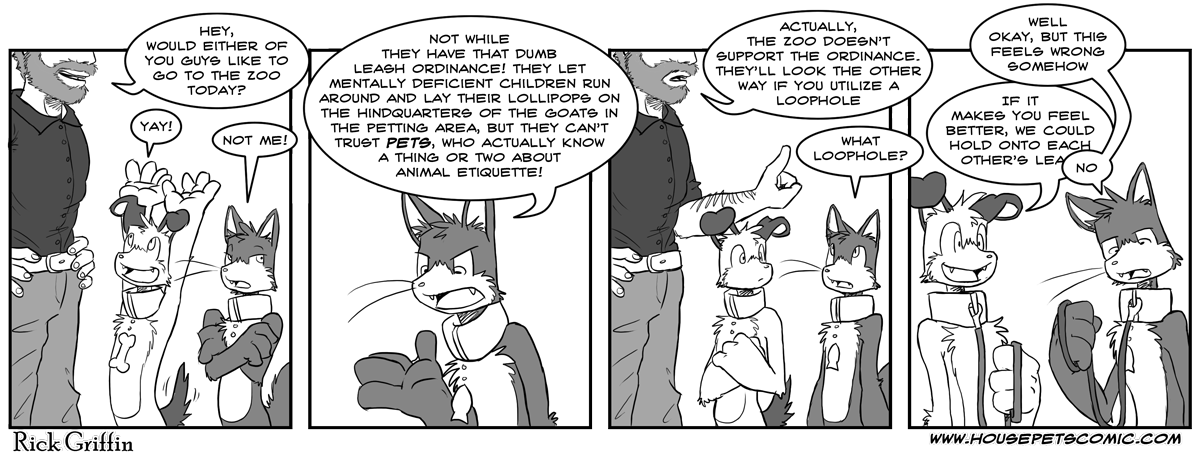 HEY,
WOULD EITHER OF
YOU GUYS LIKE TO
GO TO THE ZOO
TODAY?
YAY!
NOT ME!
NOT WHILE
THEY HAVE THAT DUMB
LEASH ORDINANCE! THEY LET
MENTALLY DEFICIENT CHILDREN RUN
AROUND AND LAY THEIR LOLLIPOPS ON
THE HINDQUARTERS OF THE GOATS IN
THE PETTING AREA, BUT THEY CAN'T
TRUST PETS, WHO ACTUALLY KNOW
A THING OR TWO ABOUT
ANIMAL ETIQUETTE!
ACTUALLY,
THE ZOO DOESN'T
SUPPORT THE ORDINANCE.
THEY'LL LOOK THE OTHER
WAY IF YOU UTILIZE A
LOOPHOLE
WHAT
LOOPHOLE?
WELL
OKAY, BUT THIS
FEELS WRONG
SOMEHOW
IF IT
MAKES YOU FEEL
BETTER, WE COULD
HOLD ONTO EACH
OTHER'S LEA
NO
Rick Griffin
WWW.HOUSEPETSCOMIC.COM